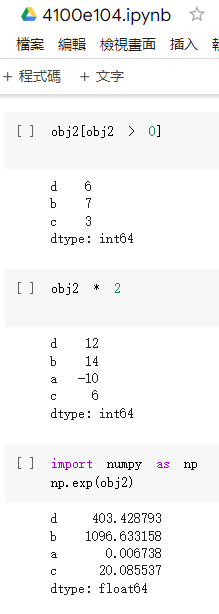 4100e104.ipynb
檔案 編輯 檢視畫面 插入
+ 程式碼 + 文字
[ ] obj2[obj2 > 0]
d 6
b 7
c 3
dtype: int64
[ ] obj2 * 2
d 12
b 14
a -10
c 6
dtype: int64
[ ] import numpy as np
np.exp(obj2)
d 403.428793
b 1096.633158
a 0.006738
c 20.085537
dtype: float64